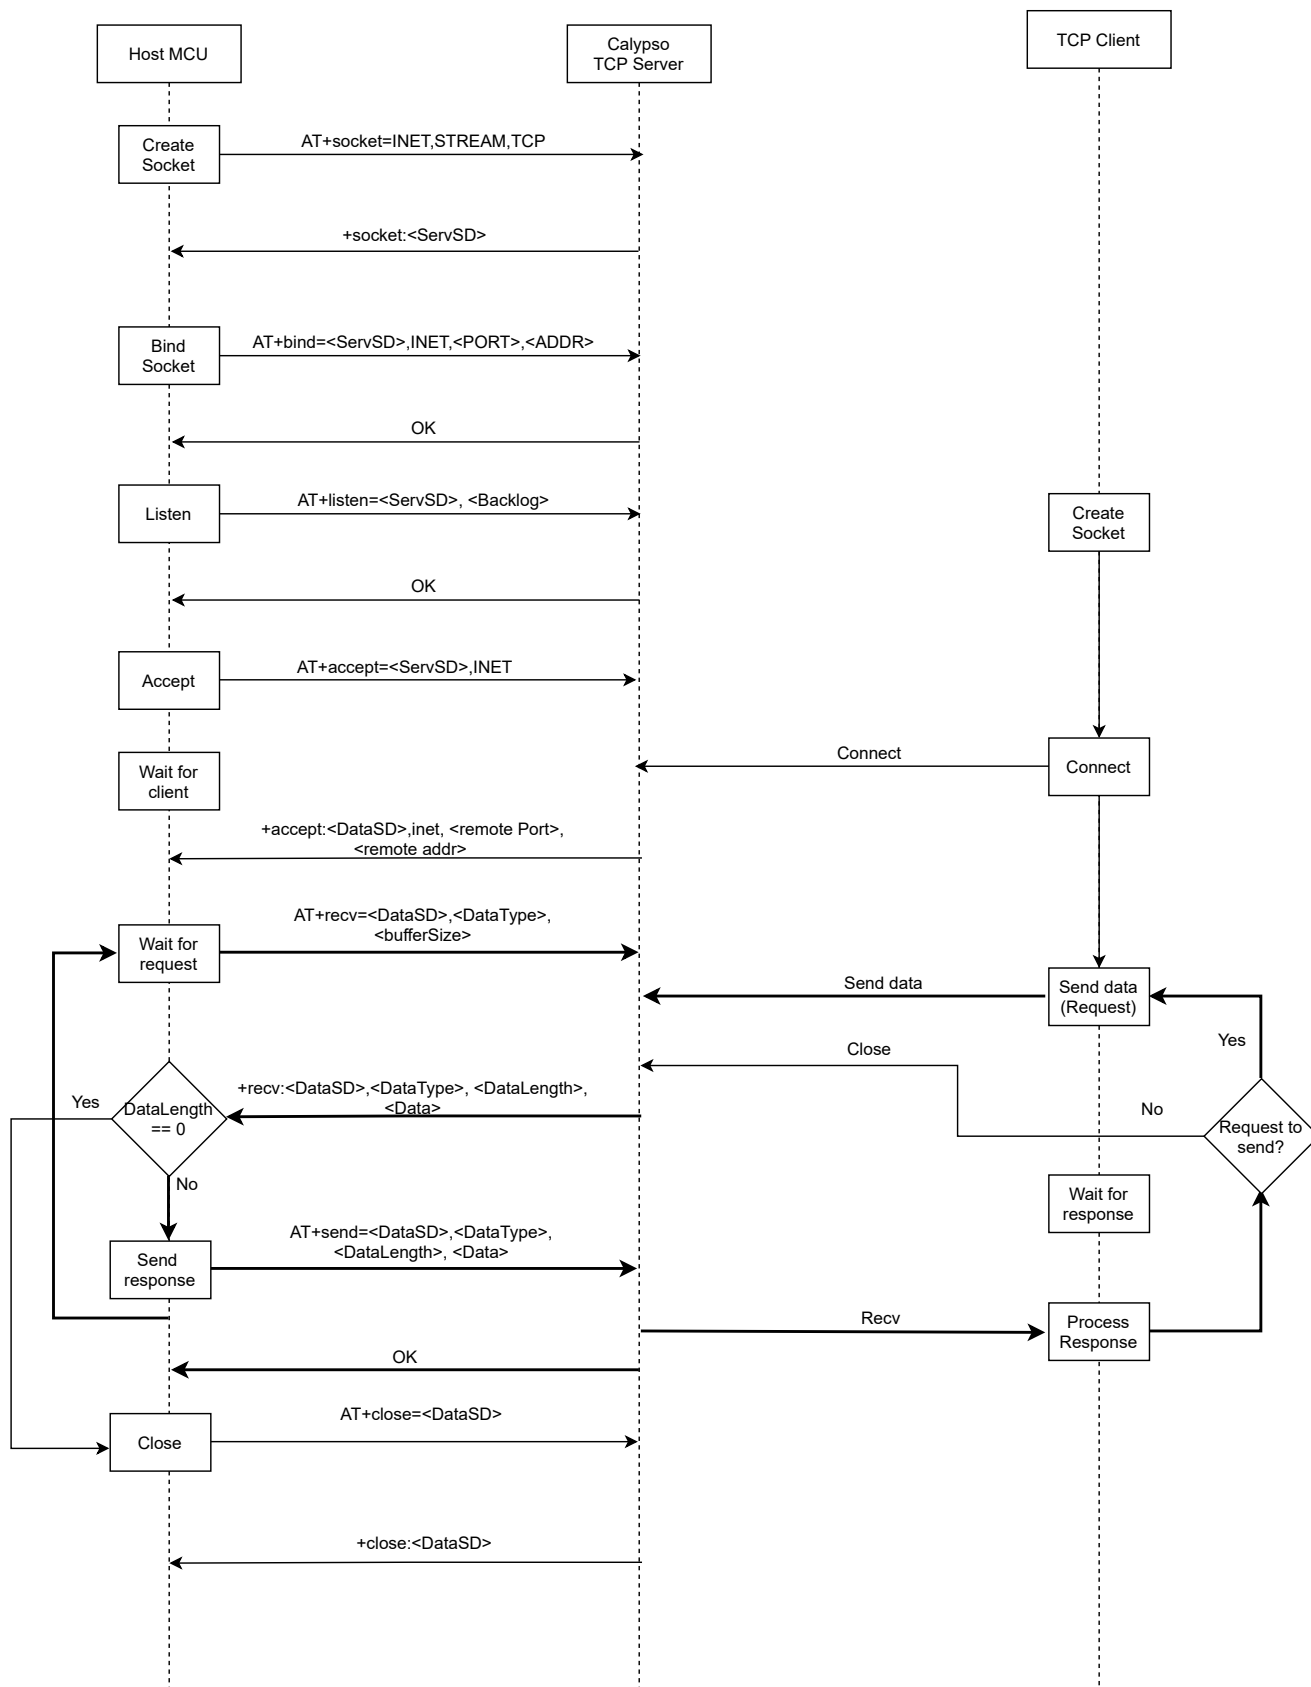 Host MCU
Calypso
TCP Server
TCP Client
Create
Socket
AT+socket=INET,STREAM,TCP
+socket:<ServSD>
Bind
Socket
AT+bind=<ServSD>,INET,<PORT>,<ADDR>
OK
Listen
AT+listen=<ServSD>, <Backlog>
Create
Socket
OK
Accept
AT+accept=<ServSD>,INET
Wait for
client
Connect
Connect
+accept:<DataSD>,inet, <remote Port>,
<remote addr>
Wait for
request
AT+recv=<DataSD>,<DataType>,
<bufferSize>
Send data
Send data
(Request)
Yes
Close
Yes
DataLength
== 0
+recv:<DataSD>,<DataType>, <DataLength>,
<Data>
No
Request to
send?
No
Wait for
response
Send
response
AT+send=<DataSD>,<DataType>,
<DataLength>, <Data>
Recv
Process
Response
OK
Close
AT+close=<DataSD>
+close:<DataSD>